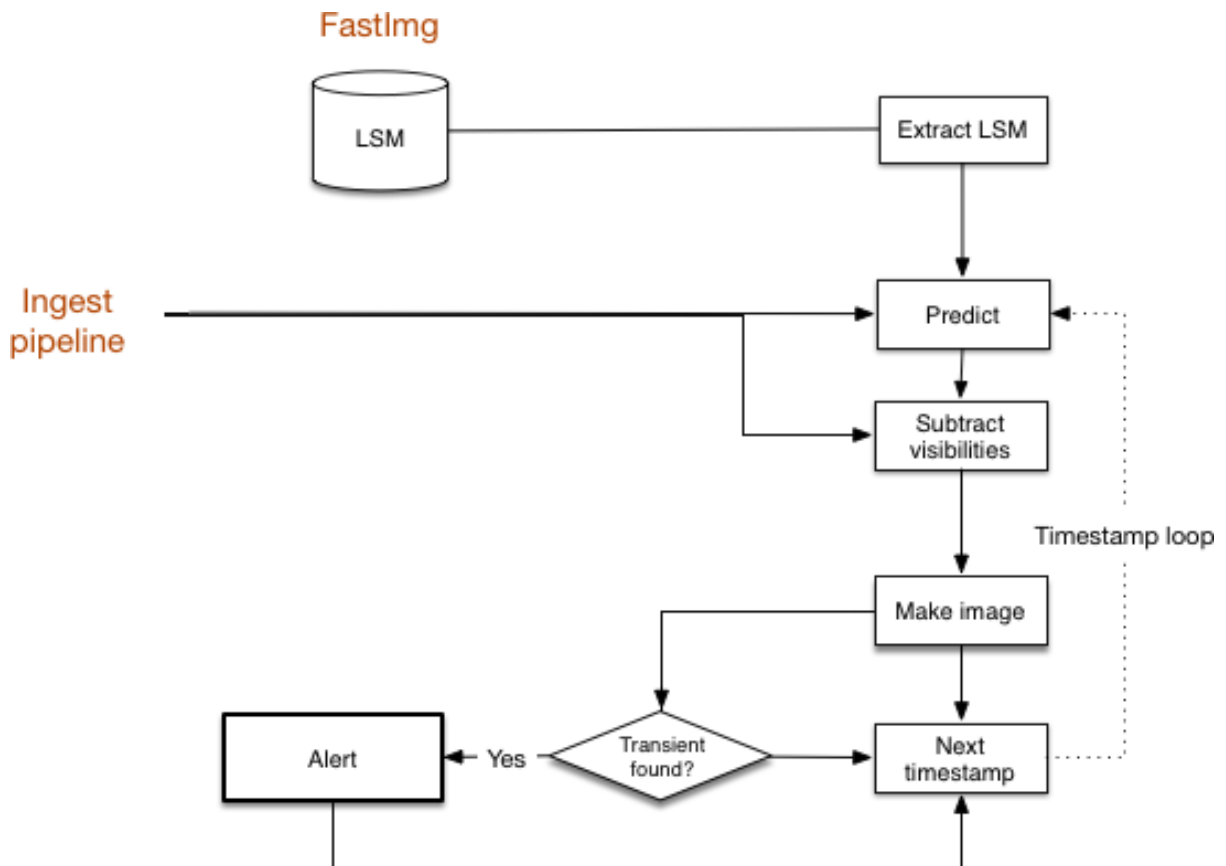 FastImg
LSM
Extract LSM
Ingest
pipeline
Predict
Subtract
visibilities
Timestamp loop
Make image
Alert
Yes
Transient
found?
Next
timestamp